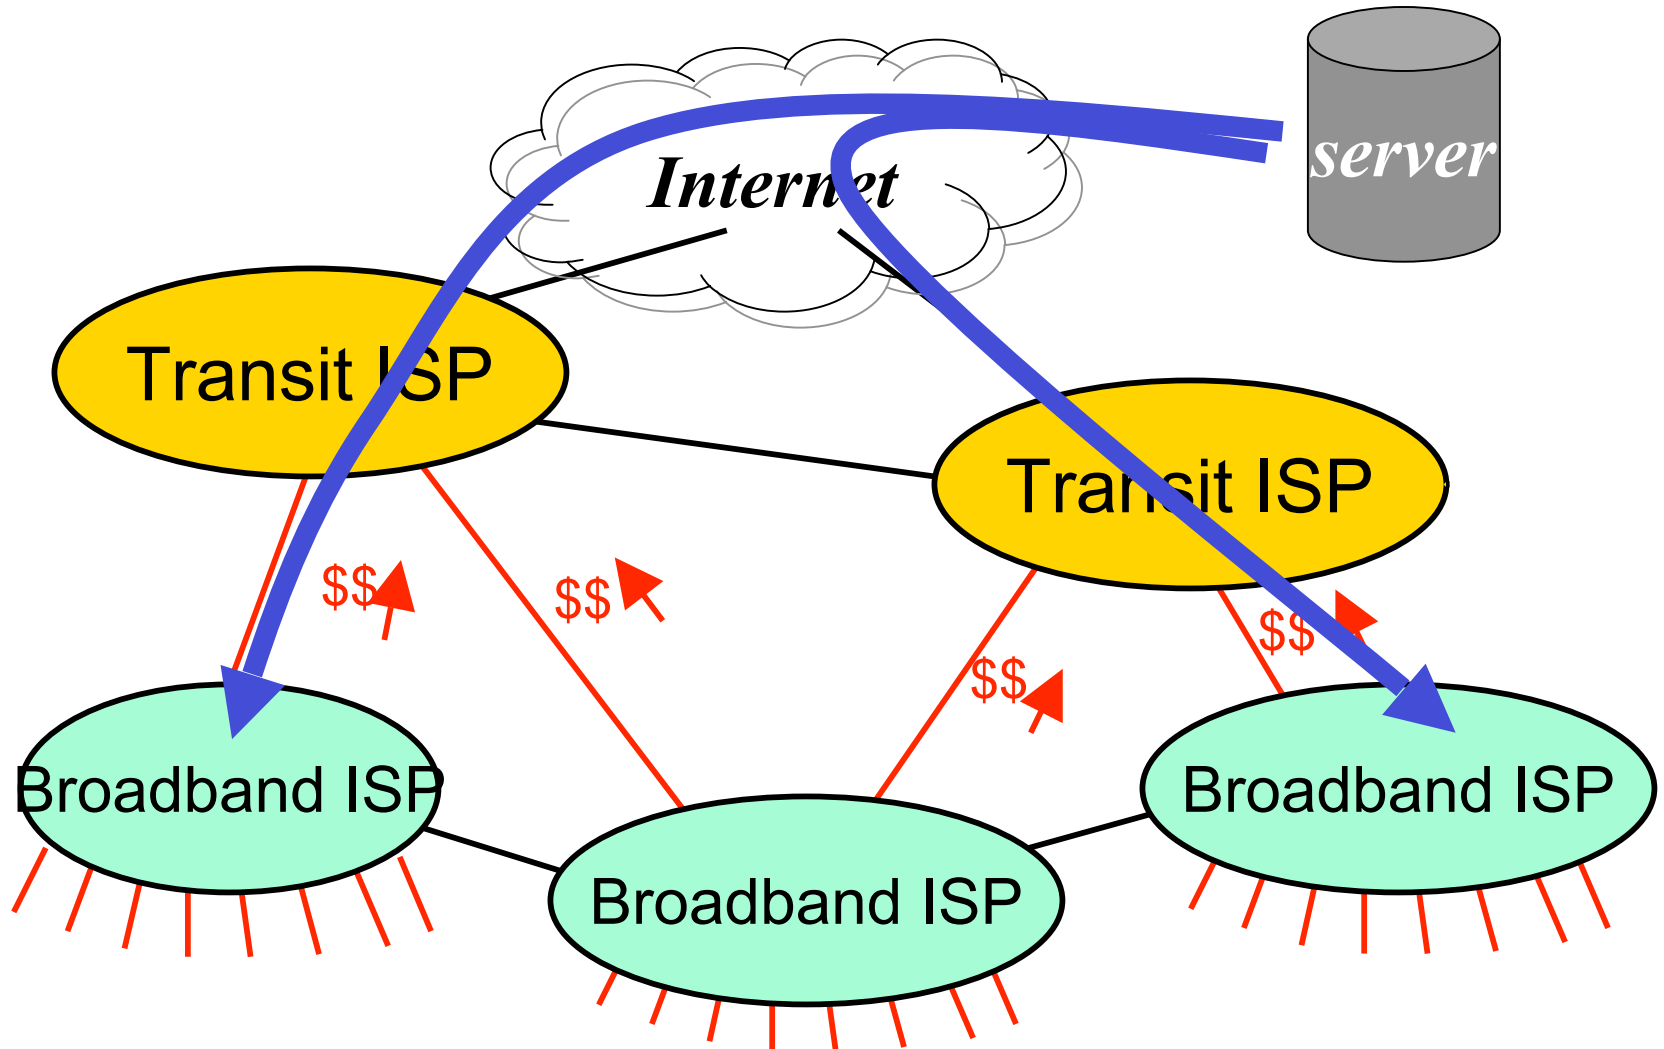 server
Internet
Transit ISP
Transit ISP
$$
$$
$$
$$
Broadband ISP
Broadband ISP
Broadband ISP